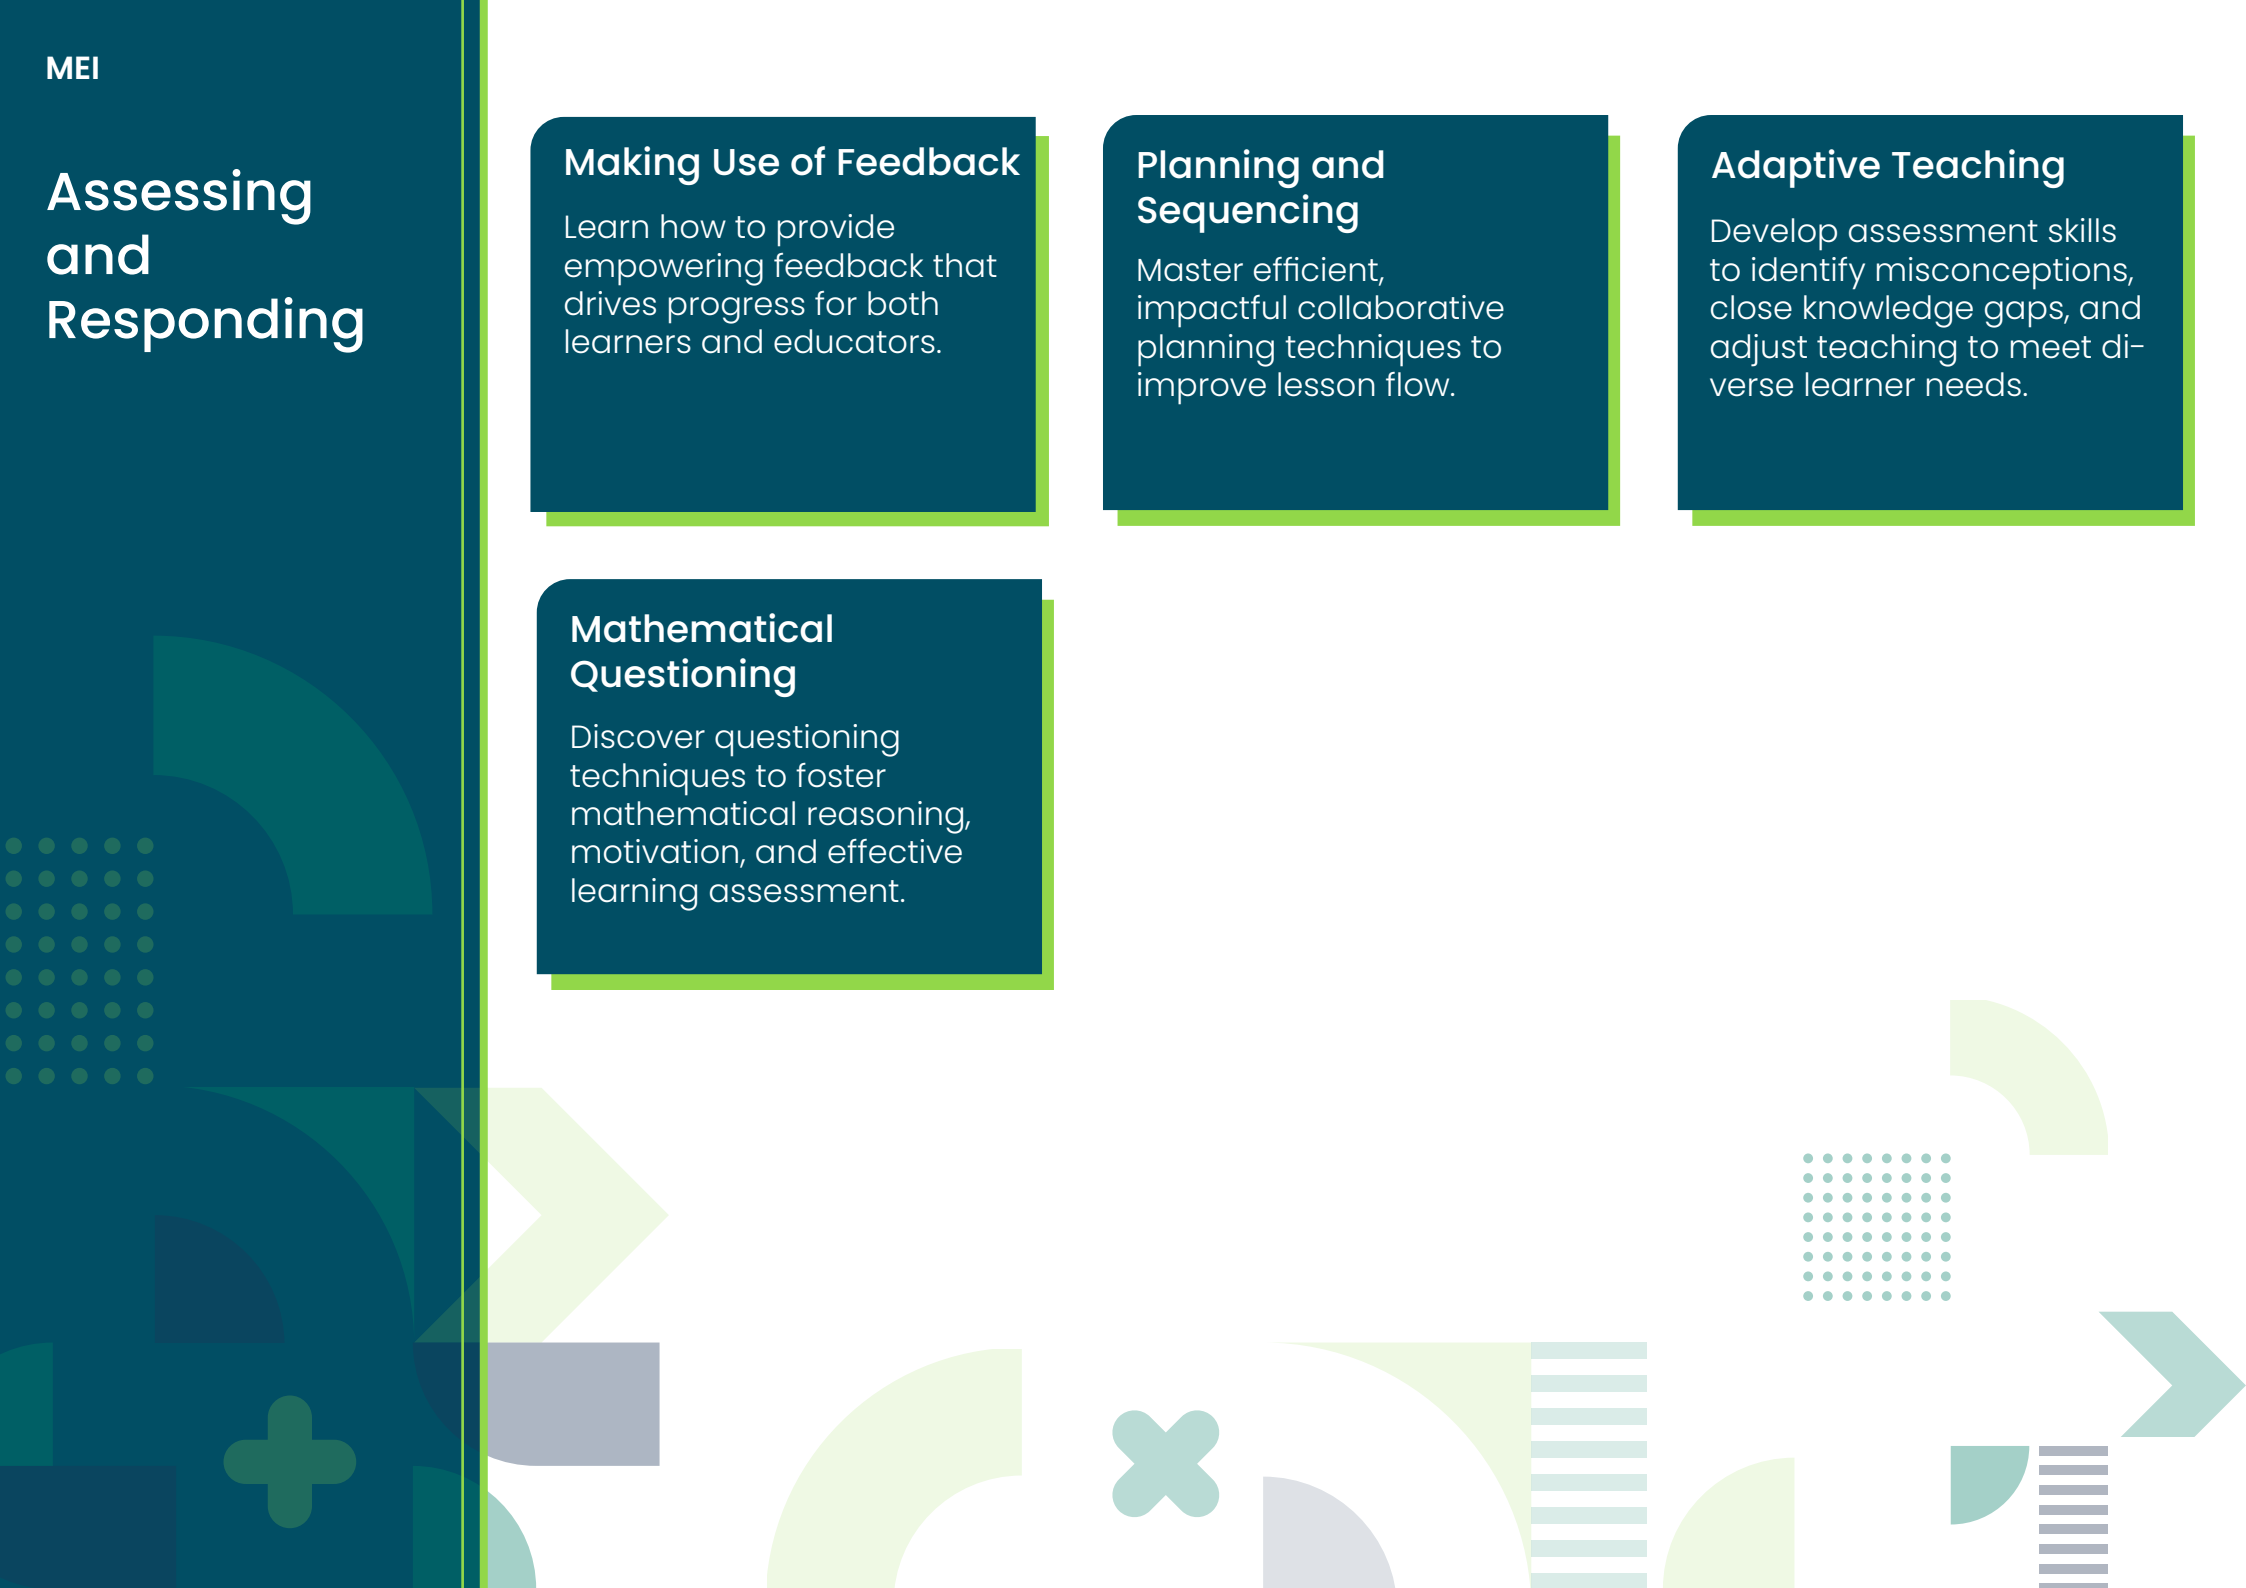 MEI
Assessing
and
Responding
Making Use of Feedback
Learn how to provide
empowering feedback that
drives progress for both
learners and educators.
Planning and
Sequencing
Master efficient,
impactful collaborative
planning techniques to
improve lesson flow.
Adaptive Teaching
Develop assessment skills
to identify misconceptions,
close knowledge gaps, and
adjust teaching to meet di-
verse learner needs.
Mathematical
Questioning
Discover questioning
techniques to foster
mathematical reasoning,
motivation, and effective
learning assessment.